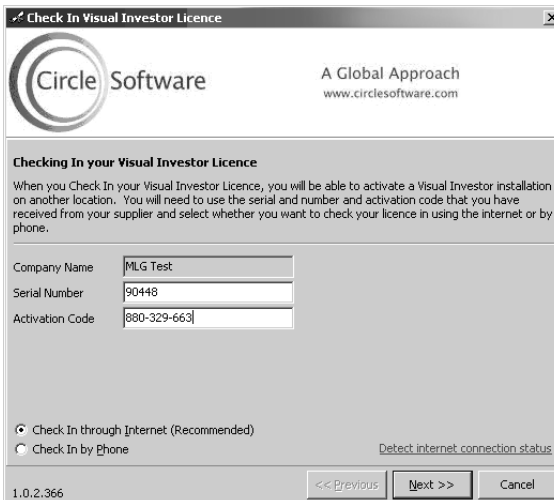 Check In Visual Investor Licence
Circle Software
A Global Approach
www.circlesoftware.com
Checking In your Visual Investor Licence
When you Check In your Visual Investor Licence, you will be able to activate a Visual Investor installation
on another location. You will need to use the serial and number and activation code that you have
received from your supplier and select whether you want to check your licence in using the internet or by
phone.
Company Name MLG Test
Serial Number 90448
Activation Code 880-329-663
Check In through Internet (Recommended)
Check In by Phone
Detect internet connection status
1.0.2.366
<< Previous Next >> Cancel